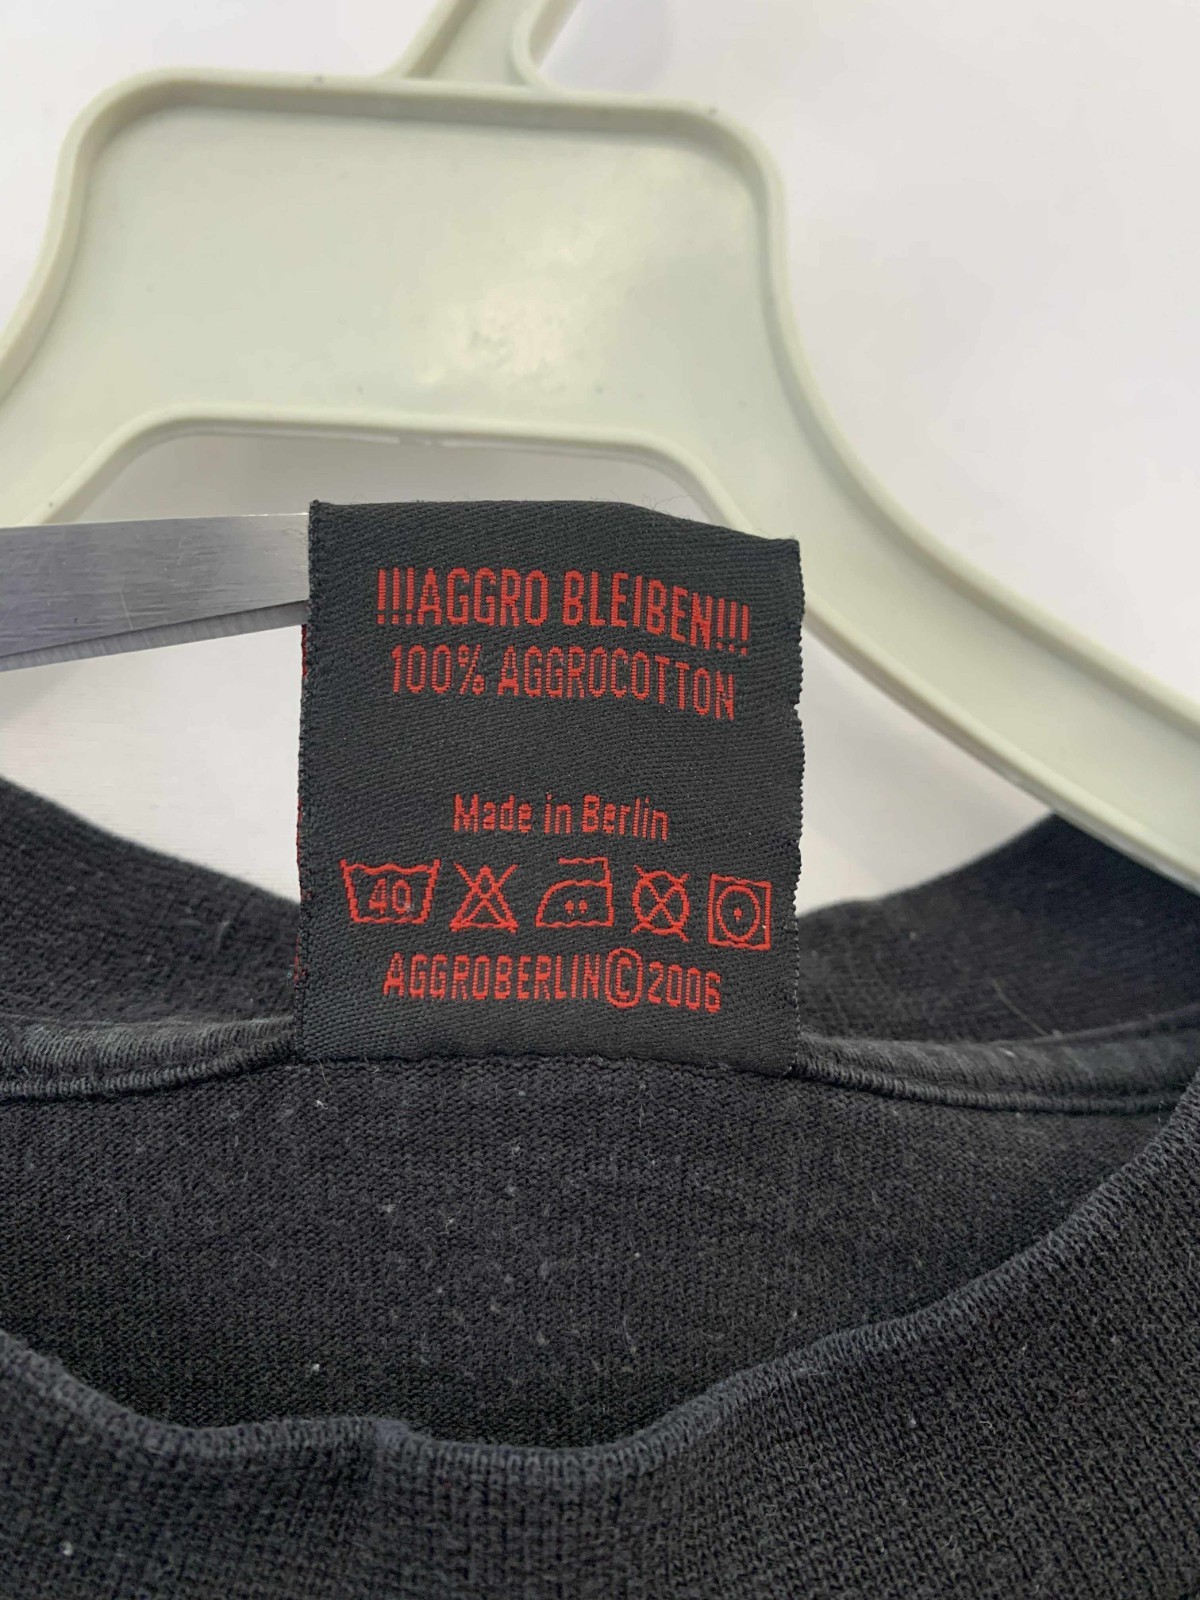 !!!AGGRO BLEIBEN!!!
100% AGGROCOTTON
Made in Berlin
40
AGGROBERLIN©2006